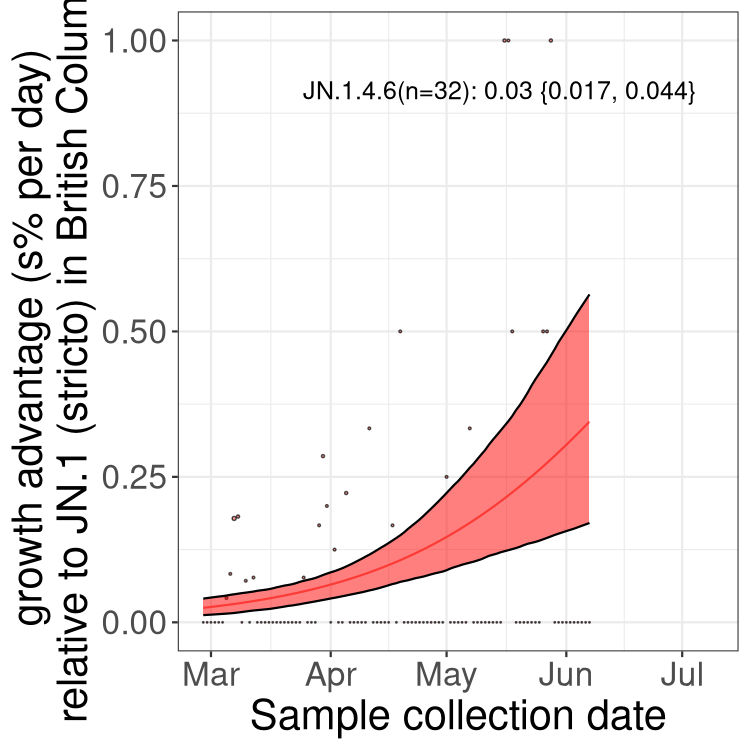 growth advantage (s% per day)
relative to JN.1 (stricto) in British Colum
1.00
0.75
0.50
0.25
0.00
JN.1.4.6(n=32): 0.03 {0.017, 0.044}
Mar Apr May Jun Jul
Sample collection date